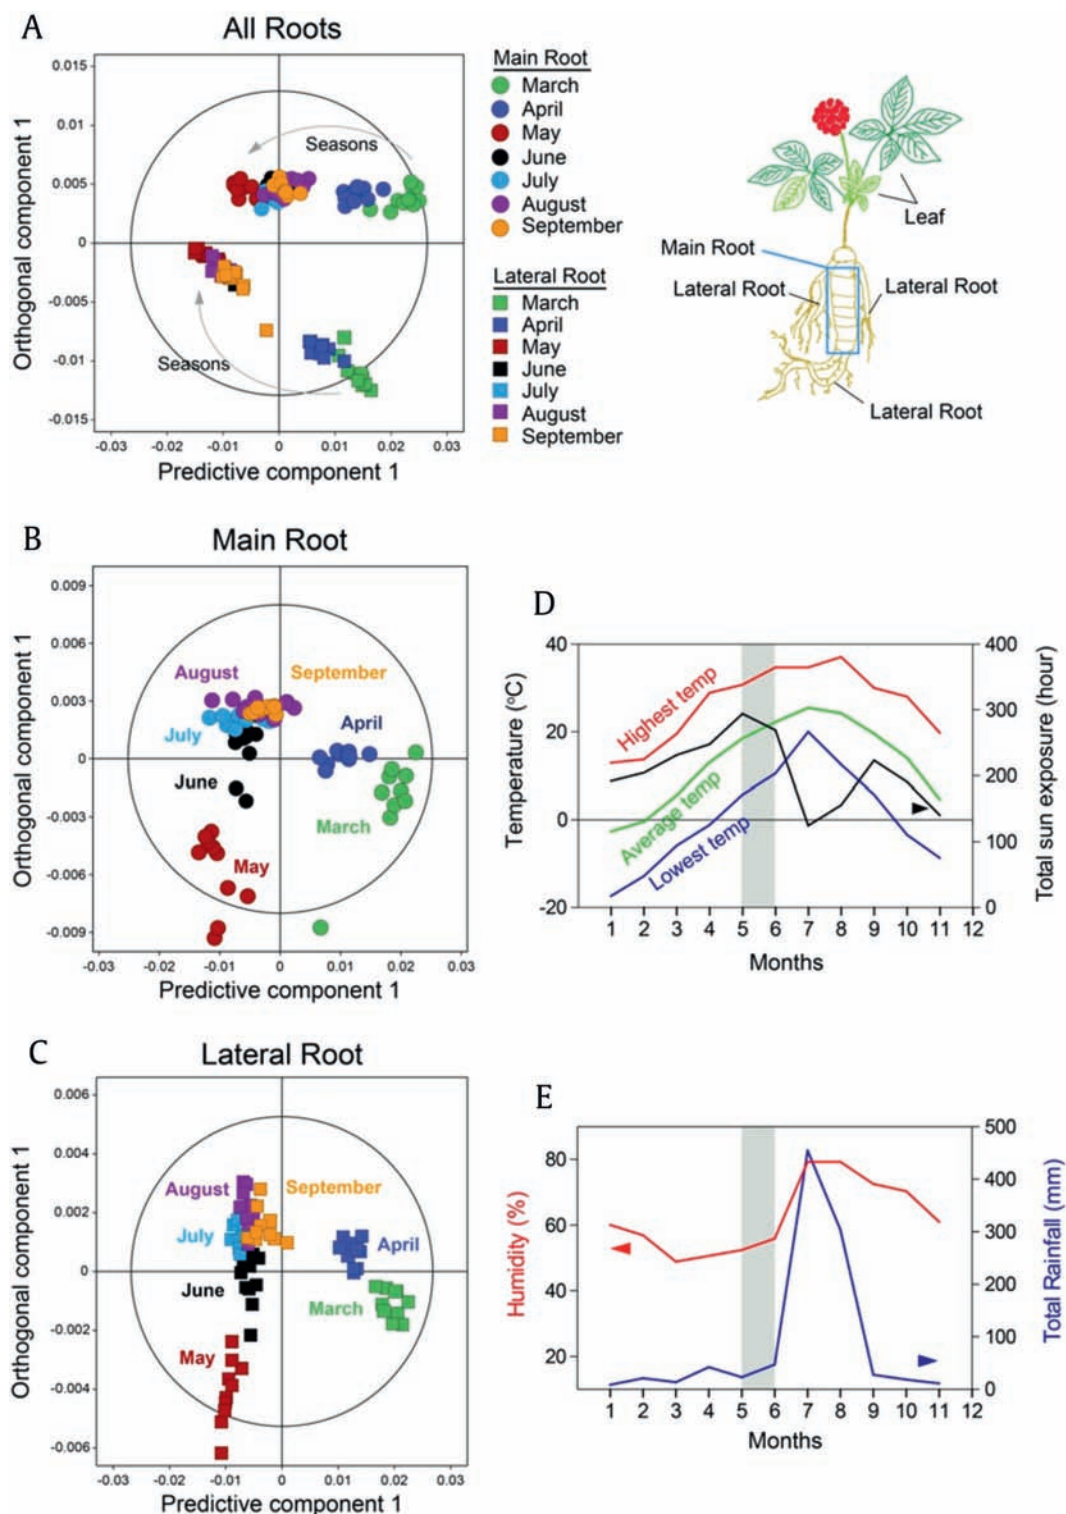 A
All Roots
Orthogonal component 1
0.015
0.01
0.005
0
-0.005
-0.01
-0.015
Seasons
Seasons
-0.03 -0.02 -0.01 0 0.01 0.02 0.03
Predictive component 1
Main Root
March
April
May
June
July
August
September
Lateral Root
March
April
May
June
July
August
September
Leaf
Main Root
Lateral Root
Lateral Root
Lateral Root
B
Main Root
Orthogonal component 1
0.009
0.006
0.003
0
-0.003
-0.006
-0.009
August
September
July
April
June
March
May
-0.03 -0.02 -0.01 0 0.01 0.02 0.03
Predictive component 1
C
Lateral Root
Orthogonal component 1
0.006
0.004
0.002
0
-0.002
-0.004
-0.006
August
September
July
April
June
March
May
-0.03 -0.02 -0.01 0 0.01 0.02 0.03
Predictive component 1
D
Temperature (°C)
40
20
0
-20
Highest temp
Average temp
Lowest temp
400
300
200
100
0
Total sun exposure (hour)
1 2 3 4 5 6 7 8 9 10 11 12
Months
E
Humidity (%)
80
60
40
20
500
400
300
200
100
0
Total Rainfall (mm)
1 2 3 4 5 6 7 8 9 10 11 12
Months